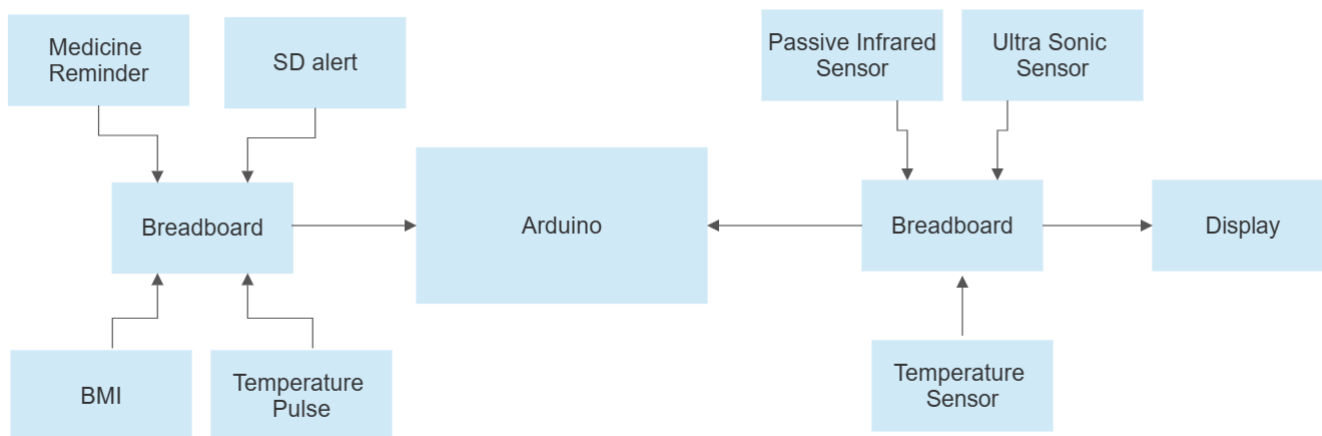 Medicine
Reminder
SD alert
Passive Infrared
Sensor
Ultra Sonic
Sensor
Breadboard
Arduino
Breadboard
Display
BMI
Temperature
Pulse
Temperature
Sensor